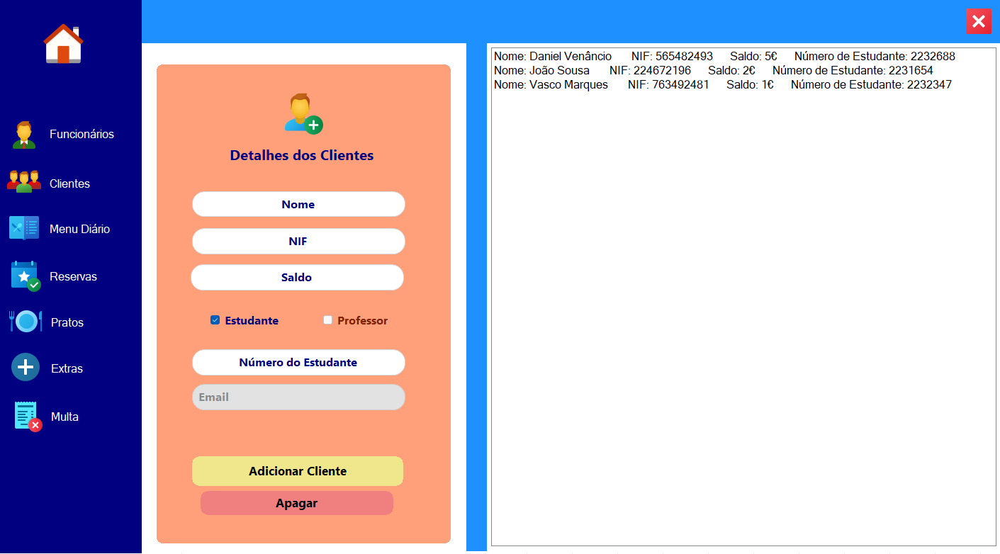 Funcionários
Clientes
Menu Diário
Reservas
Pratos
Extras
Multa
Detalhes dos Clientes
Nome
NIF
Saldo
Estudante
Professor
Número do Estudante
Email
Adicionar Cliente
Apagar
Nome: Daniel Venâncio NIF: 565482493 Saldo: 5€ Número de Estudante: 2232688
Nome: João Sousa NIF: 224672196 Saldo: 2€ Número de Estudante: 2231654
Nome: Vasco Marques NIF: 763492481 Saldo: 1€ Número de Estudante: 2232347